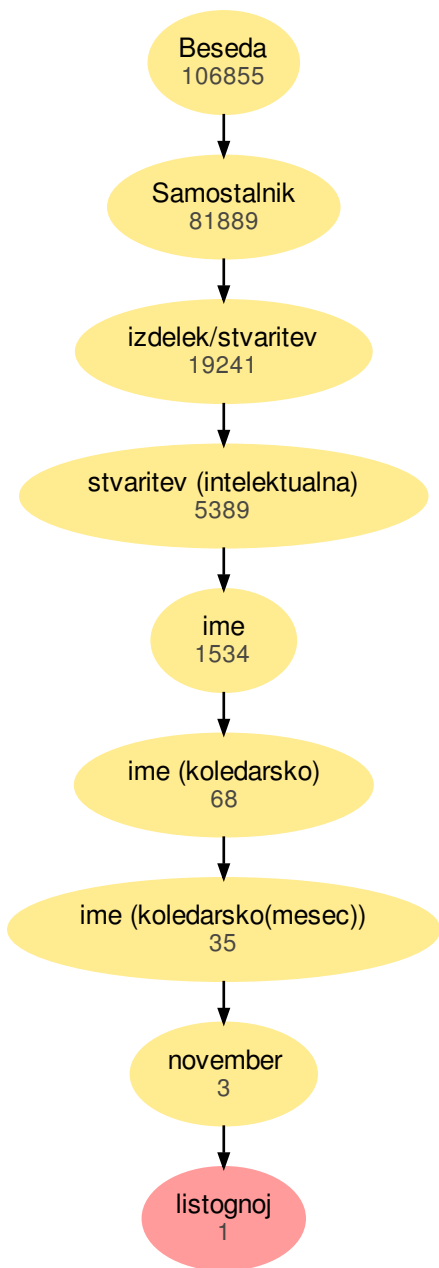 Beseda
106855
Samostalnik
81889
izdelek/stvaritev
19241
stvaritev (intelektualna)
5389
ime
1534
ime (koledarsko)
68
ime (koledarsko(mesec))
35
november
3
listognoj
1